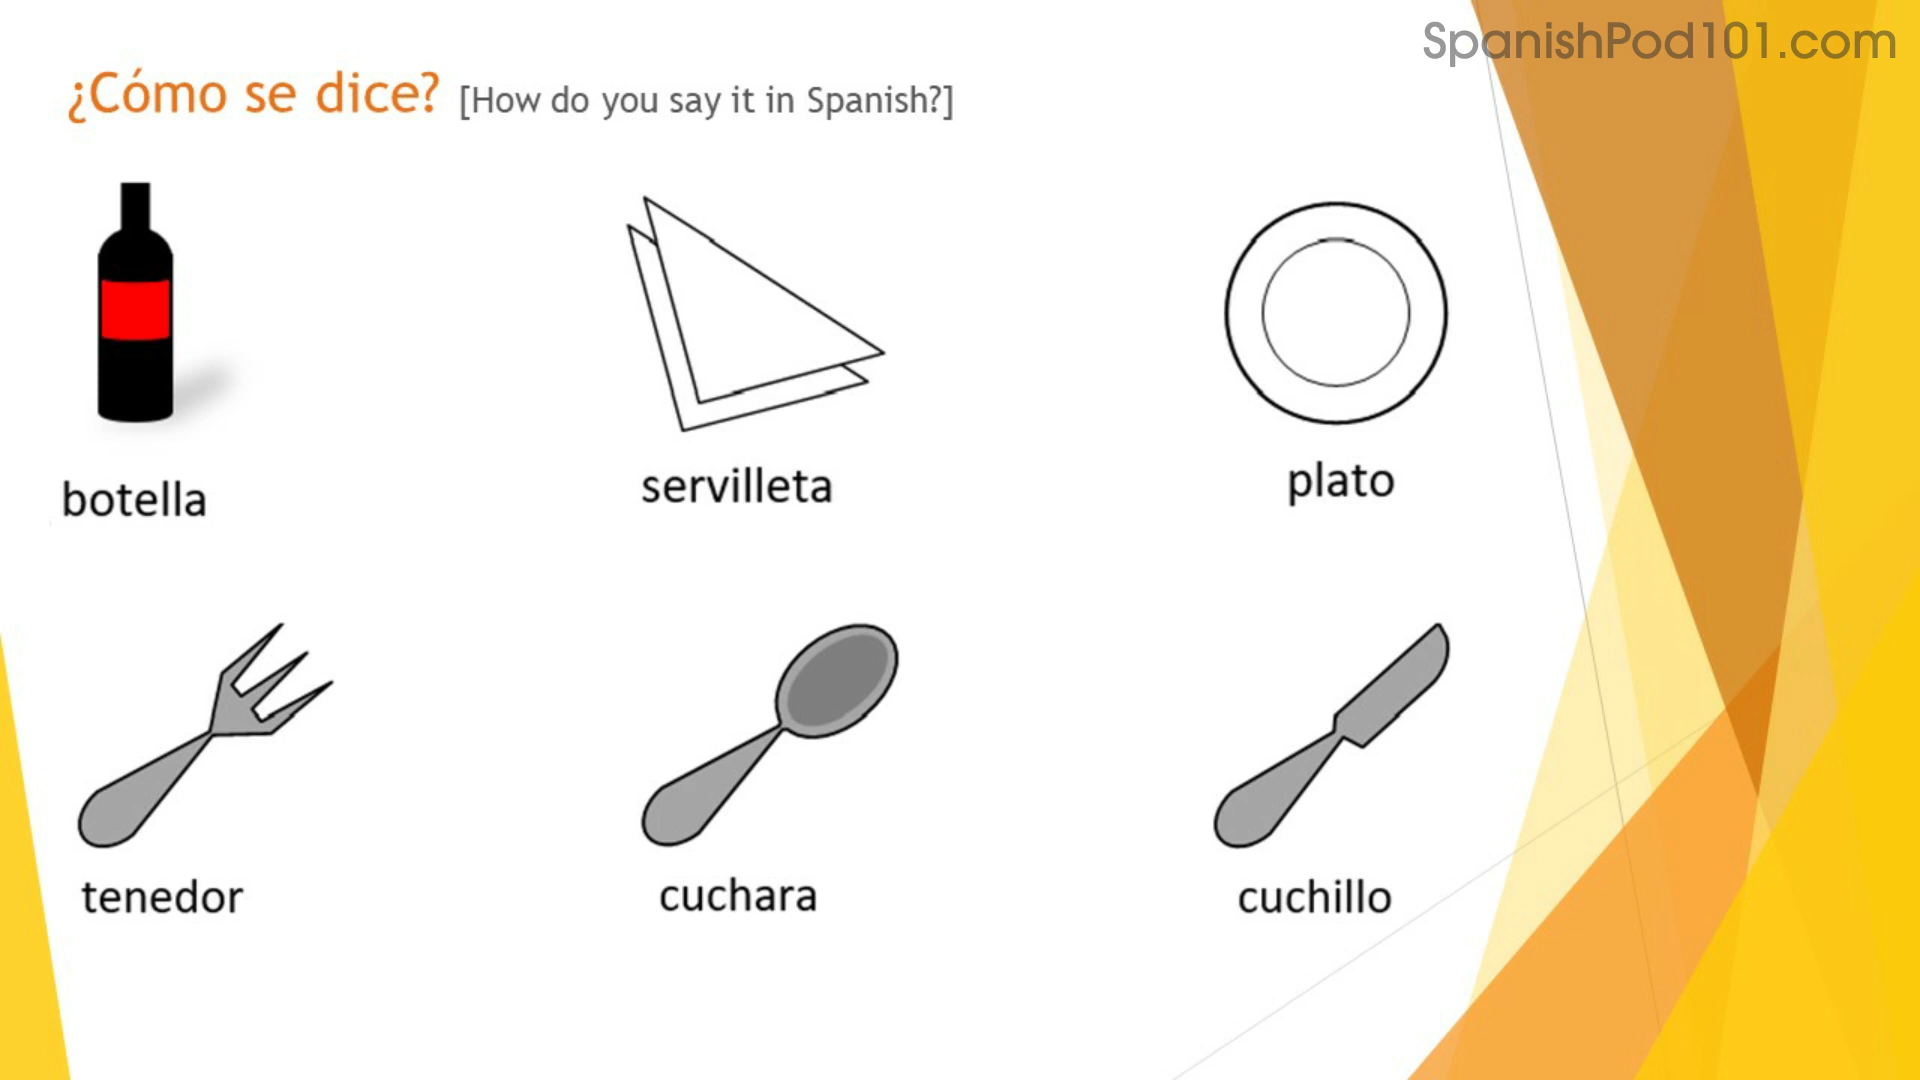 SpanishPod101.com
¿Cómo se dice? [How do you say it in Spanish?]
botella
servilleta
plato
tenedor
cuchara
cuchillo